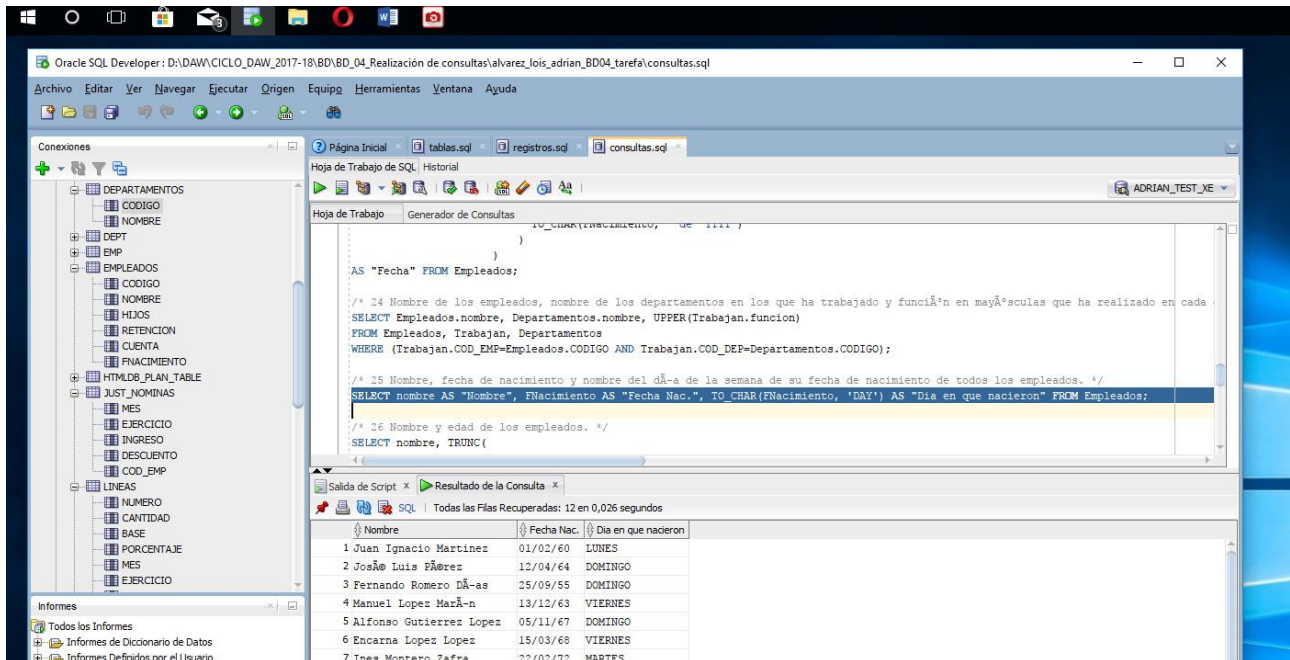 3
W
Oracle SQL Developer : D:\DAW\CICLO_DAW_2017-18\BD\BD_04_Realización de consultas\alvarez_lois_adrian_BD04_tarefa\consultas.sql
Archivo Editar Ver Navegar Ejecutar Origen Equipo Herramientas Ventana Ayuda
Conexiones
DEPARTAMENTOS
CODIGO
NOMBRE
DEPT
EMP
EMPLEADOS
CODIGO
NOMBRE
HIJOS
RETENCION
CUENTA
FNACIMIENTO
HTMLDB_PLAN_TABLE
JUST_NOMINAS
MES
EJERCICIO
INGRESO
DESCUENTO
COD_EMP
LINEAS
NUMERO
CANTIDAD
BASE
PORCENTAJE
MES
EJERCICIO
Informes
Todos los Informes
Informes de Diccionario de Datos
Informes Definidos por el Usuario
Página Inicial tablas.sql registros.sql consultas.sql
Hoja de Trabajo de SQL Historial
ADRIAN_TEST_XE
Hoja de Trabajo Generador de Consultas
)
)
AS "Fecha" FROM Empleados;
/* 24 Nombre de los empleados, nombre de los departamentos en los que ha trabajado y funciÃ³n en mayÃºsculas que ha realizado en cada
SELECT Empleados.nombre, Departamentos.nombre, UPPER(Trabajan.funcion)
FROM Empleados, Trabajan, Departamentos
WHERE (Trabajan.COD_EMP=Empleados.CODIGO AND Trabajan.COD_DEP=Departamentos.CODIGO);
/* 25 Nombre, fecha de nacimiento y nombre del dÃ-a de la semana de su fecha de nacimiento de todos los empleados. */
SELECT nombre AS "Nombre", FNacimiento AS "Fecha Nac.", TO_CHAR(FNacimiento, 'DAY') AS "Dia en que nacieron" FROM Empleados;
/* 26 Nombre y edad de los empleados. */
SELECT nombre, TRUNC(
Salida de Script x Resultado de la Consulta x
SQL | Todas las Filas Recuperadas: 12 en 0,026 segundos
Nombre Fecha Nac. Dia en que nacieron
1 Juan Ignacio Martinez 01/02/60 LUNES
2 JosÃ© Luis PÃ©rez 12/04/64 DOMINGO
3 Fernando Romero DÃ-as 25/09/55 DOMINGO
4 Manuel Lopez MarÃ-n 13/12/63 VIERNES
5 Alfonso Gutierrez Lopez 05/11/67 DOMINGO
6 Encarna Lopez Lopez 15/03/68 VIERNES
7 Ines Montero Zafra 22/02/72 MARTES